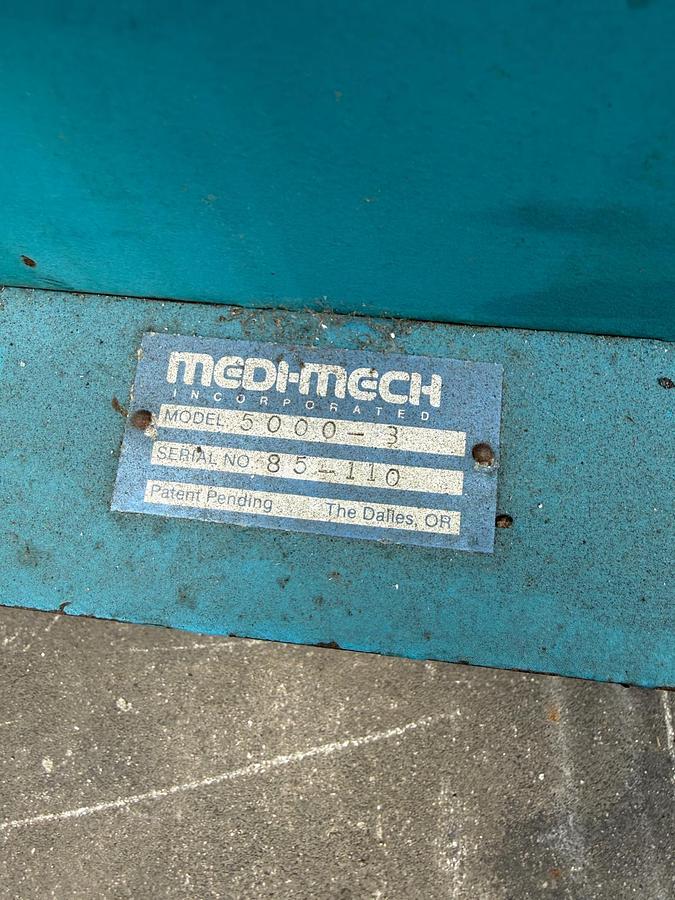 MEDI-MECH
INCORPORATED
MODEL 5000-3
SERIAL NO. 85-110
Patent Pending The Dalles, OR